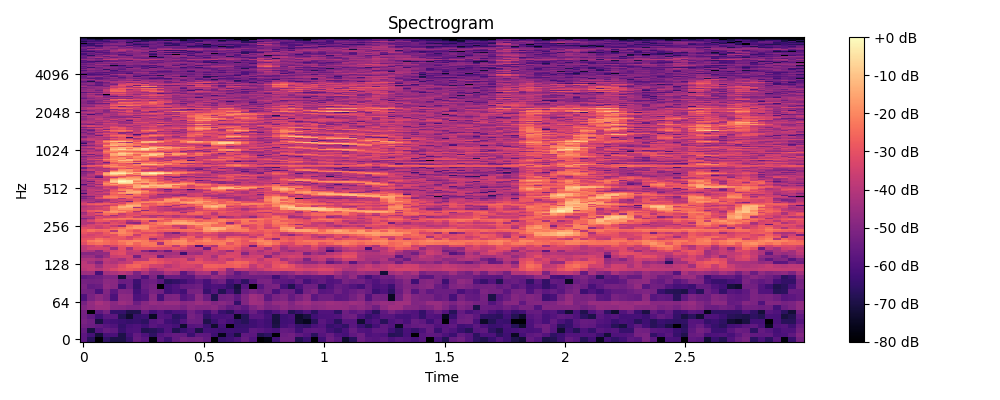 Spectrogram
Hz
4096
2048
1024
512
256
128
64
0
0
0.5
1
1.5
2
2.5
Time
+0 dB
-10 dB
-20 dB
-30 dB
-40 dB
-50 dB
-60 dB
-70 dB
-80 dB